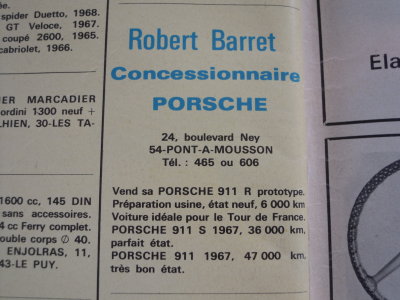 ée.
spider Duetto, 1968.
GT Veloce, 1967.
coupé 2600, 1965.
cabriolet, 1966.
ER MARCADIER
ordini 1300 neuf +
LHIEN, 30-LES TA-
1600 cc, 145 DIN
sans accessoires.
4 cc Ferry complet.
ouble corps ∅ 40.
ENJOLRAS, 11,
43-LE PUY.
Robert Barret
Concessionnaire
PORSCHE
24, boulevard Ney
54-PONT-A-MOUSSON
Tél. : 465 ou 606
Vend sa PORSCHE 911 R prototype.
Préparation usine, état neuf, 6 000 km
Voiture idéale pour le Tour de France.
PORSCHE 911 S 1967, 36 000 km,
parfait état.
PORSCHE 911 1967, 47 000 km,
très bon état.
Ela